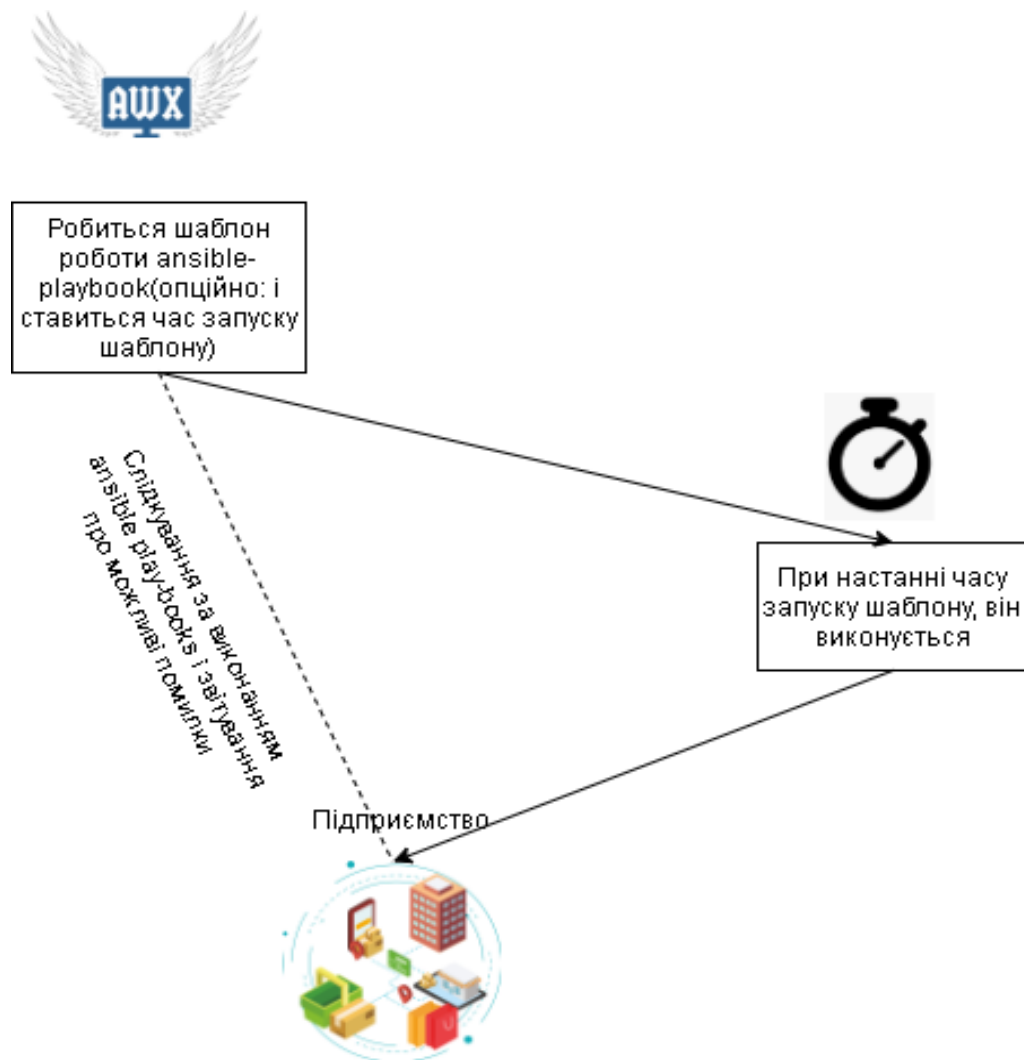 AWX
Робиться шаблон
роботи ansible-
playbook(опційно: і
ставиться час запуску
шаблону)
Слідкування за виконанням
ansible play-books і звітування
про можливі помилки
При настанні часу
запуску шаблону, він
виконується
Підприємство